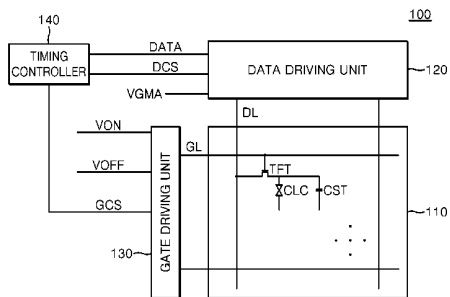 100
140
TIMING
CONTROLLER
DATA
DCS
VGMA
DATA DRIVING UNIT
120
DL
VON
VOFF
GCS
GATE DRIVING UNIT
130
GL
TFT
CLC
CST
110